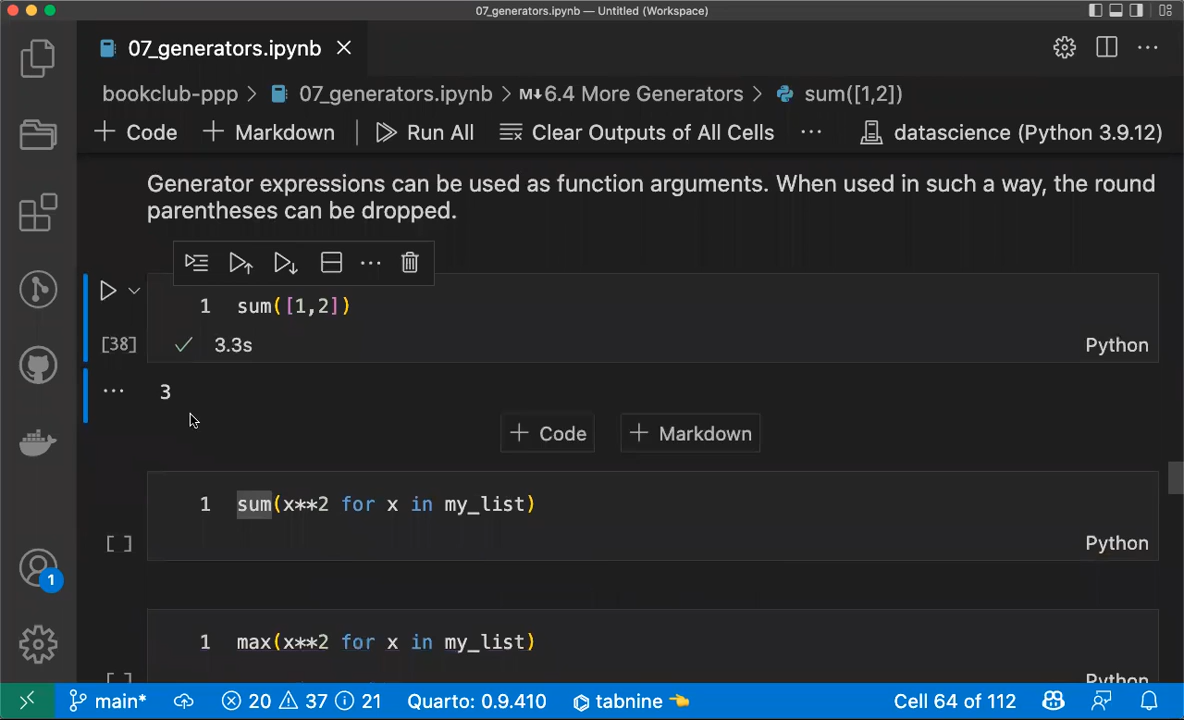 07_generators.ipynb — Untitled (Workspace)
07_generators.ipynb
bookclub-ppp > 07_generators.ipynb > M↓6.4 More Generators > sum([1,2])
+ Code + Markdown | Run All Clear Outputs of All Cells ... datascience (Python 3.9.12)
Generator expressions can be used as function arguments. When used in such a way, the round
parentheses can be dropped.
1 sum([1,2])
[38] ✓ 3.3s Python
... 3
+ Code + Markdown
1 sum(x**2 for x in my_list)
[ ] Python
1 max(x**2 for x in my_list)
[ ] Python
1
main* 20 37 21 Quarto: 0.9.410 tabnine Cell 64 of 112